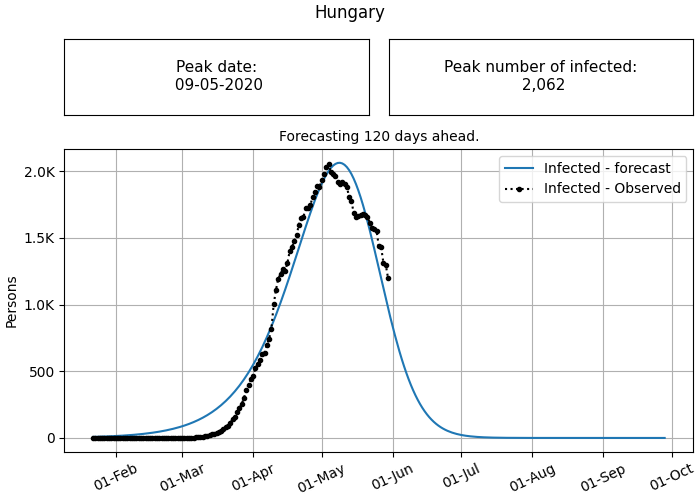 Hungary
Peak date:
09-05-2020
Peak number of infected:
2,062
Forecasting 120 days ahead.
Infected - forecast
Infected - Observed
Persons
2.0K
1.5K
1.0K
500
0
01-Feb
01-Mar
01-Apr
01-May
01-Jun
01-Jul
01-Aug
01-Sep
01-Oct